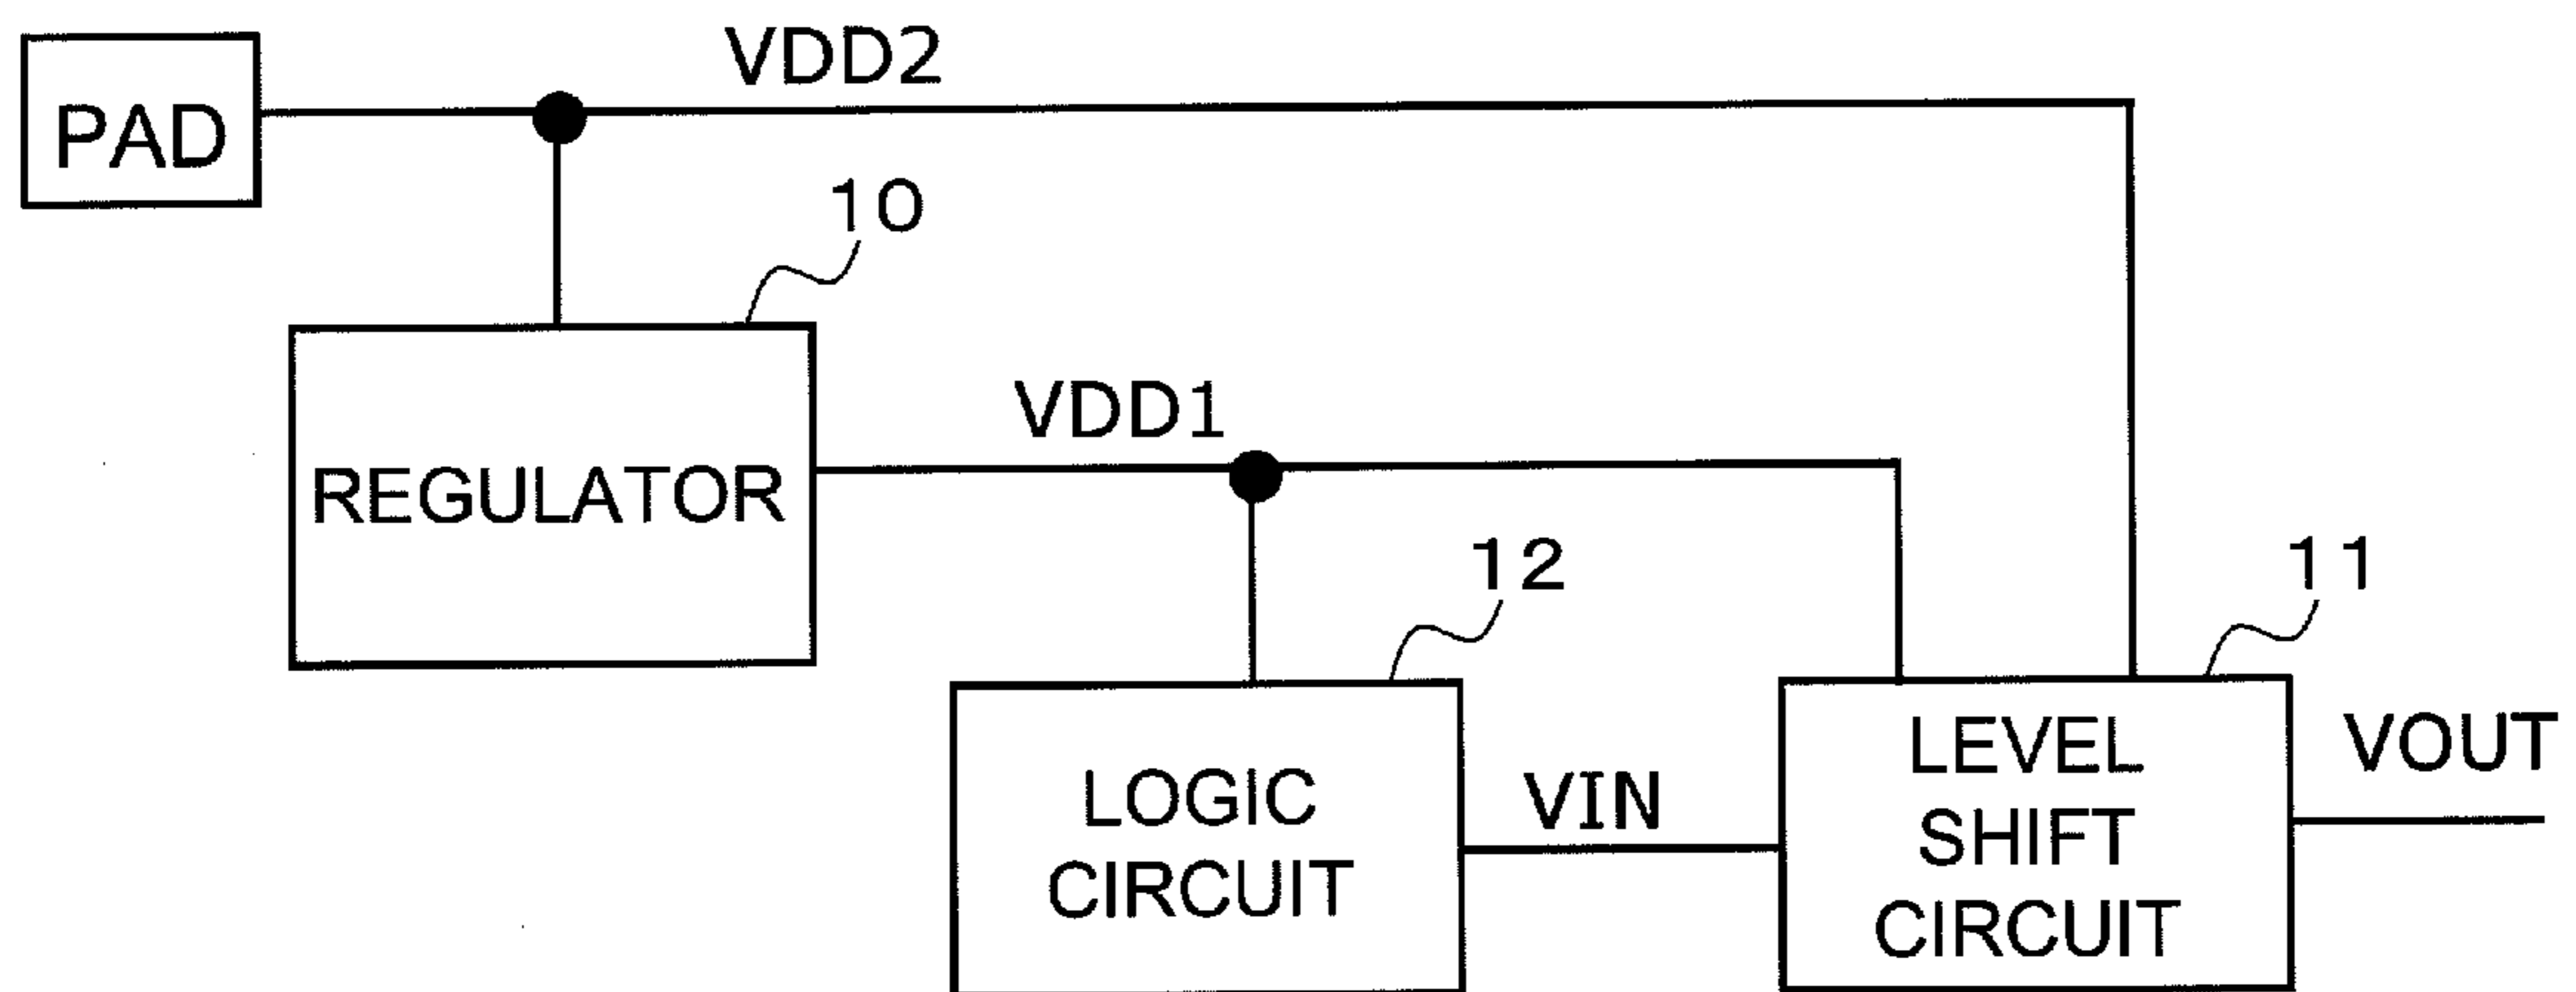 VDD2
PAD
10
VDD1
REGULATOR
12
11
LOGIC
CIRCUIT
VIN
LEVEL
SHIFT
CIRCUIT
VOUT